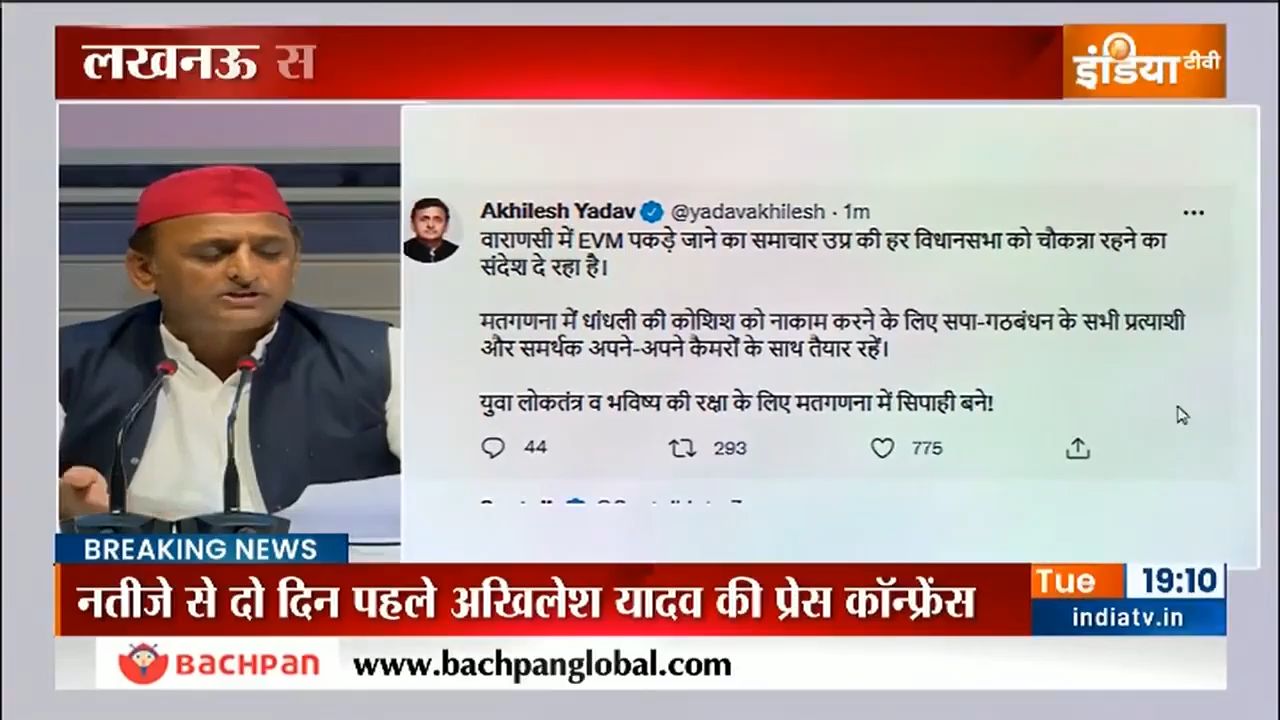 लखनऊ स
इंडिया टीवी
Akhilesh Yadav @yadavakhilesh · 1m
वाराणसी में EVM पकड़े जाने का समाचार उप्र की हर विधानसभा को चौकन्ना रहने का
संदेश दे रहा है।
मतगणना में धांधली की कोशिश को नाकाम करने के लिए सपा-गठबंधन के सभी प्रत्याशी
और समर्थक अपने-अपने कैमरों के साथ तैयार रहें।
युवा लोकतंत्र व भविष्य की रक्षा के लिए मतगणना में सिपाही बने!
44 293 775
BREAKING NEWS
नतीजे से दो दिन पहले अखिलेश यादव की प्रेस कॉन्फ्रेंस
Tue 19:10
indiatv.in
BACHPAN www.bachpanglobal.com